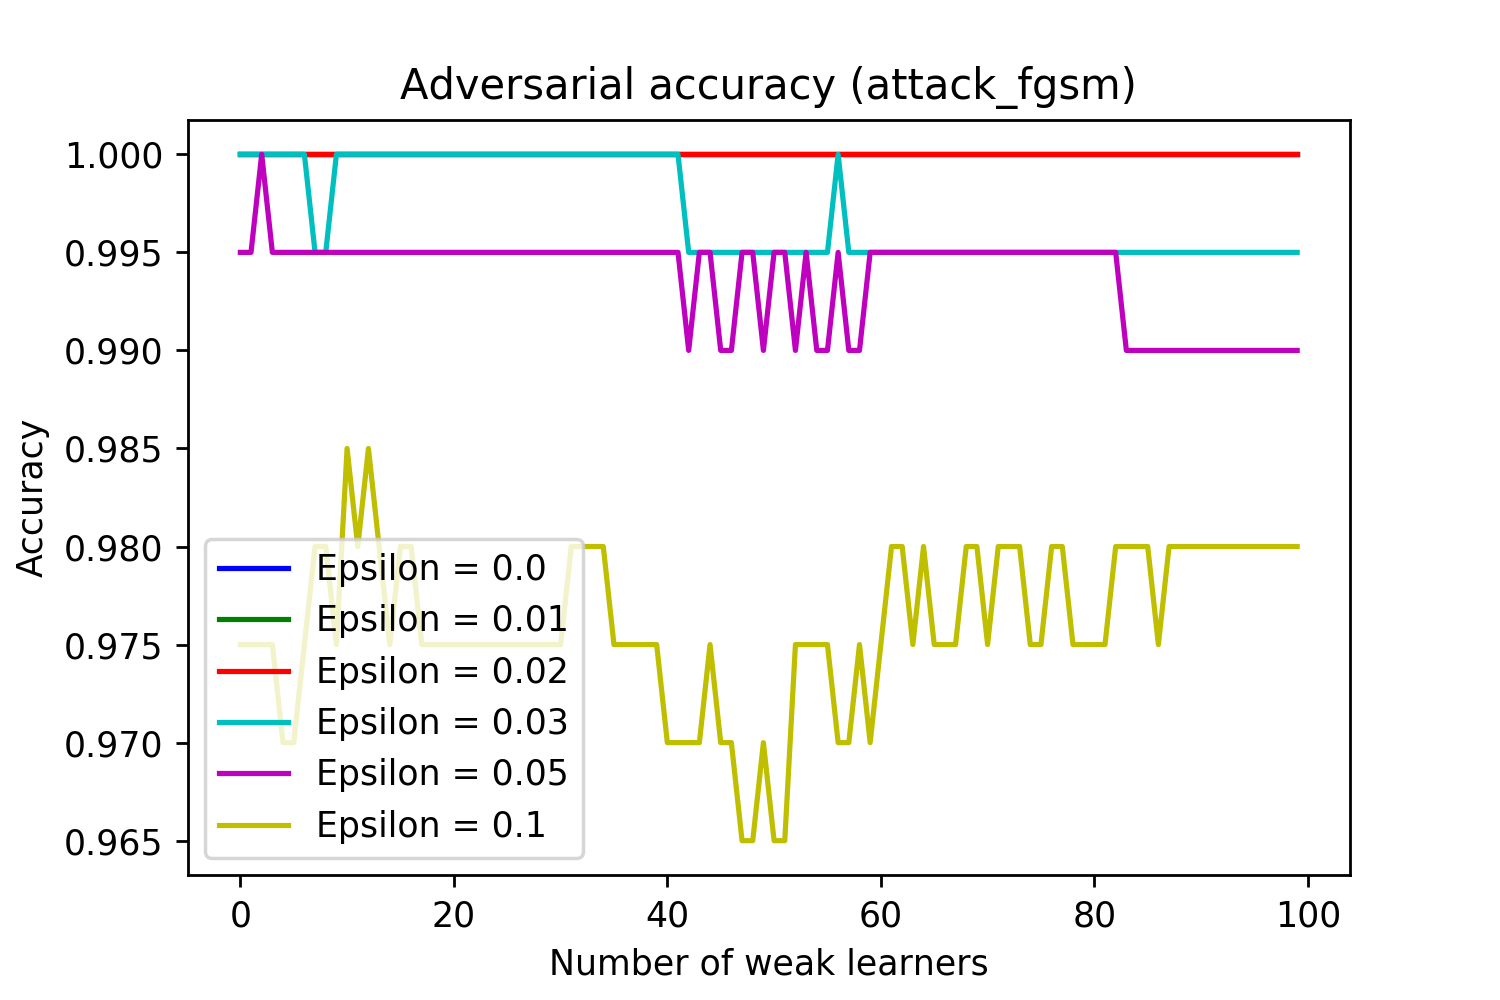 Adversarial accuracy (attack_fgsm)
1.000
0.995
0.990
0.985
0.980
0.975
0.970
0.965
Accuracy
Epsilon = 0.0
Epsilon = 0.01
Epsilon = 0.02
Epsilon = 0.03
Epsilon = 0.05
Epsilon = 0.1
0 20 40 60 80 100
Number of weak learners